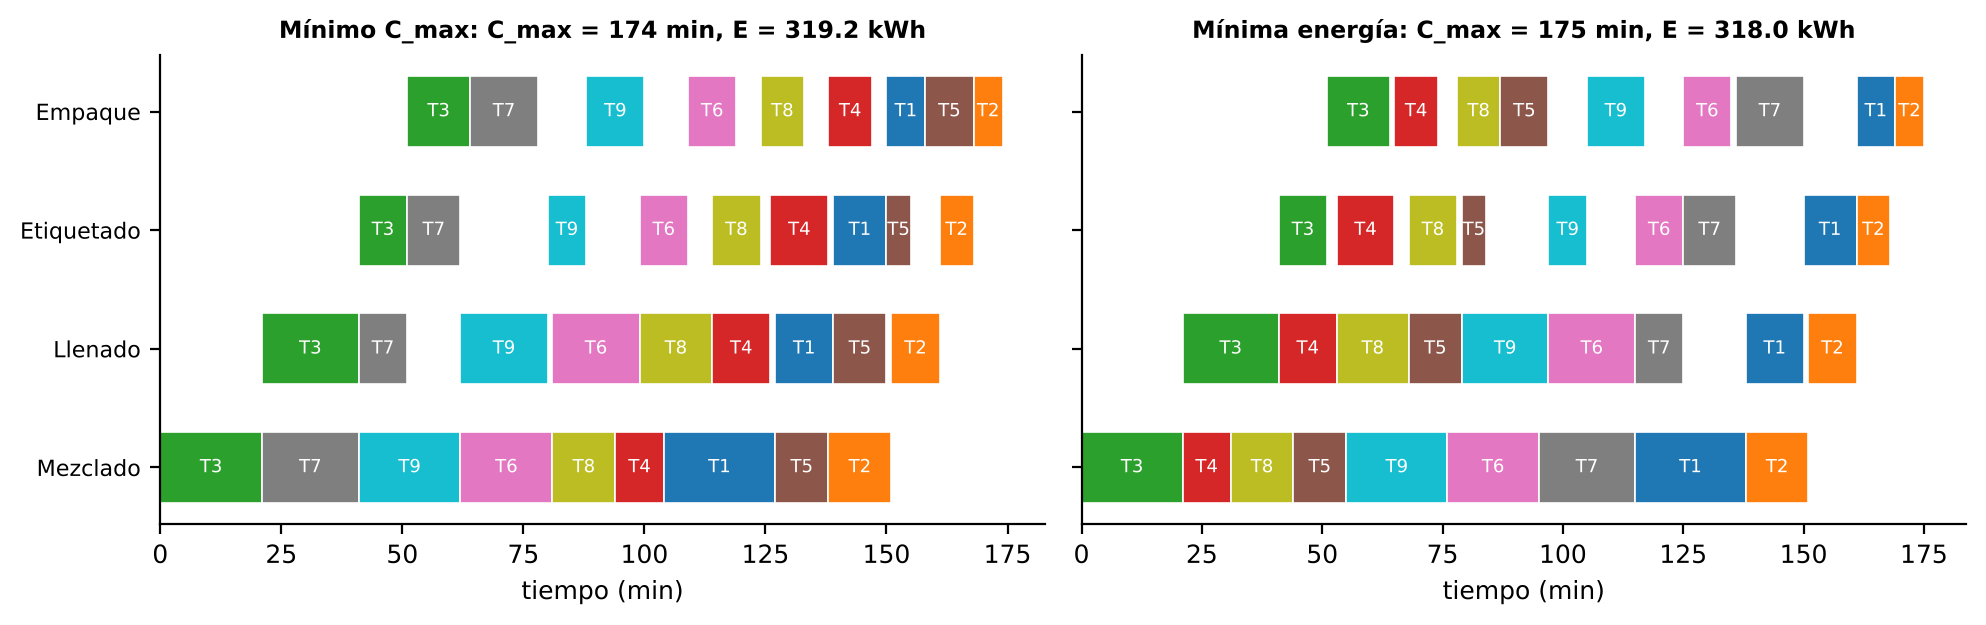 Mínimo C_max: C_max = 174 min, E = 319.2 kWh
Empaque
T3 T7 T9 T6 T8 T4 T1 T5 T2
Etiquetado
T3 T7 T9 T6 T8 T4 T1 T5 T2
Llenado
T3 T7 T9 T6 T8 T4 T1 T5 T2
Mezclado
T3 T7 T9 T6 T8 T4 T1 T5 T2
0 25 50 75 100 125 150 175
tiempo (min)
Mínima energía: C_max = 175 min, E = 318.0 kWh
T3 T4 T8 T5 T9 T6 T7 T1 T2
T3 T4 T8 T5 T9 T6 T7 T1 T2
T3 T4 T8 T5 T9 T6 T7 T1 T2
T3 T4 T8 T5 T9 T6 T7 T1 T2
0 25 50 75 100 125 150 175
tiempo (min)